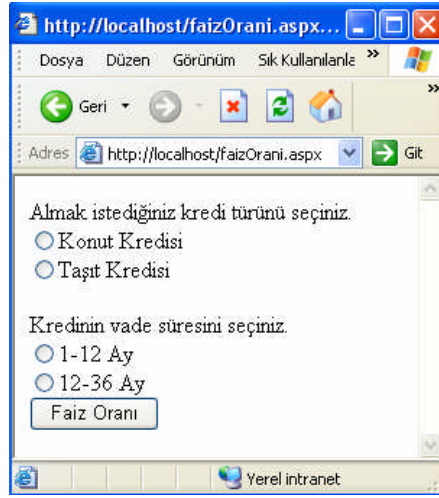 http://localhost/faizOrani.aspx...
Dosya Düzen Görünüm Sık Kullanılanla »
Geri »
Adres http://localhost/faizOrani.aspx Git
Almak istediğiniz kredi türünü seçiniz.
Konut Kredisi
Taşıt Kredisi
Kredinin vade süresini seçiniz.
1-12 Ay
12-36 Ay
Faiz Oranı
Yerel intranet